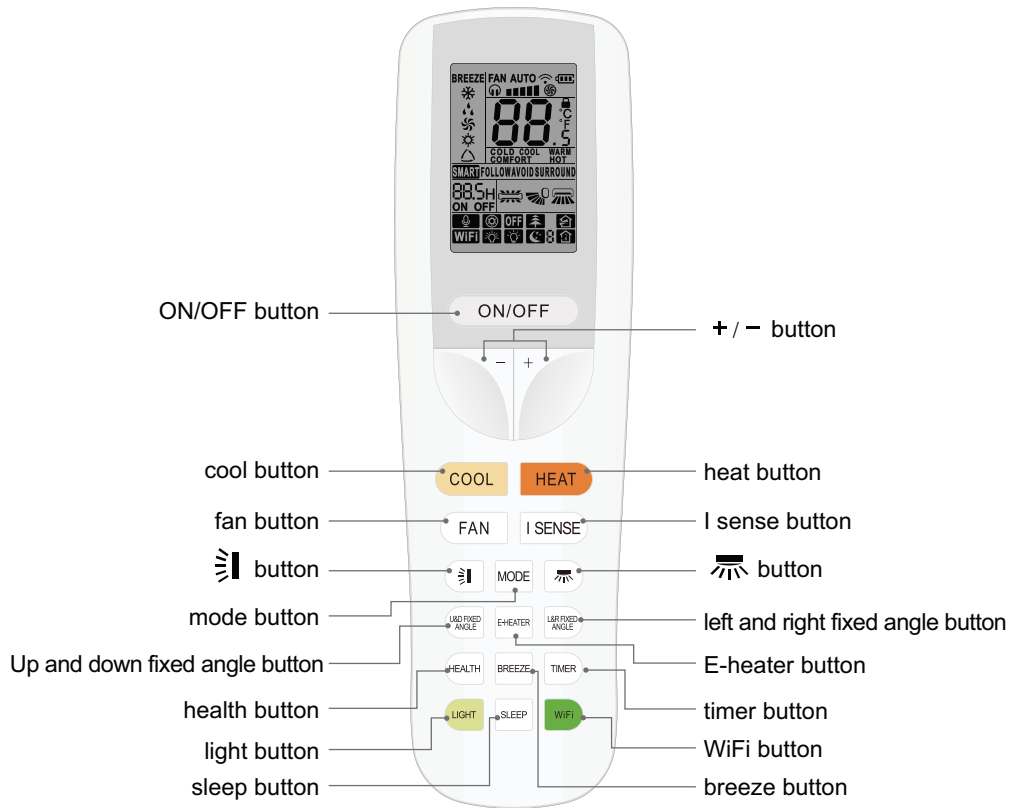 BREEZE FAN AUTO
88.5
°C
°F
COLD COOL WARM
COMFORT HOT
SMART FOLLOW AVOID SURROUND
88.5H
ON OFF
OFF
WiFi
8
ON/OFF button
ON/OFF
+ / − button
− +
cool button
COOL
HEAT
heat button
fan button
FAN
I SENSE
I sense button
button
MODE
button
mode button
U&D FIXED
ANGLE
E-HEATER
L&R FIXED
ANGLE
left and right fixed angle button
Up and down fixed angle button
E-heater button
HEALTH
BREEZE
TIMER
health button
timer button
LIGHT
SLEEP
WiFi
light button
WiFi button
sleep button
breeze button